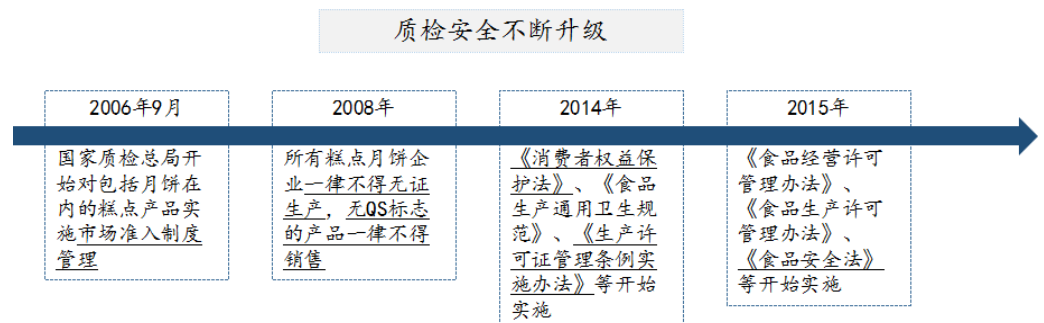 质检安全不断升级
2006年9月
国家质检总局开
始对包括月饼在
内的糕点产品实
施市场准入制度
管理
2008年
所有糕点月饼企
业一律不得无证
生产，无QS标志
的产品一律不得
销售
2014年
《消费者权益保
护法》、《食品
生产通用卫生规
范》、《生产许
可证管理条例实
施办法》等开始
实施
2015年
《食品经营许可
管理办法》、
《食品生产许可
管理办法》、
《食品安全法》
等开始实施